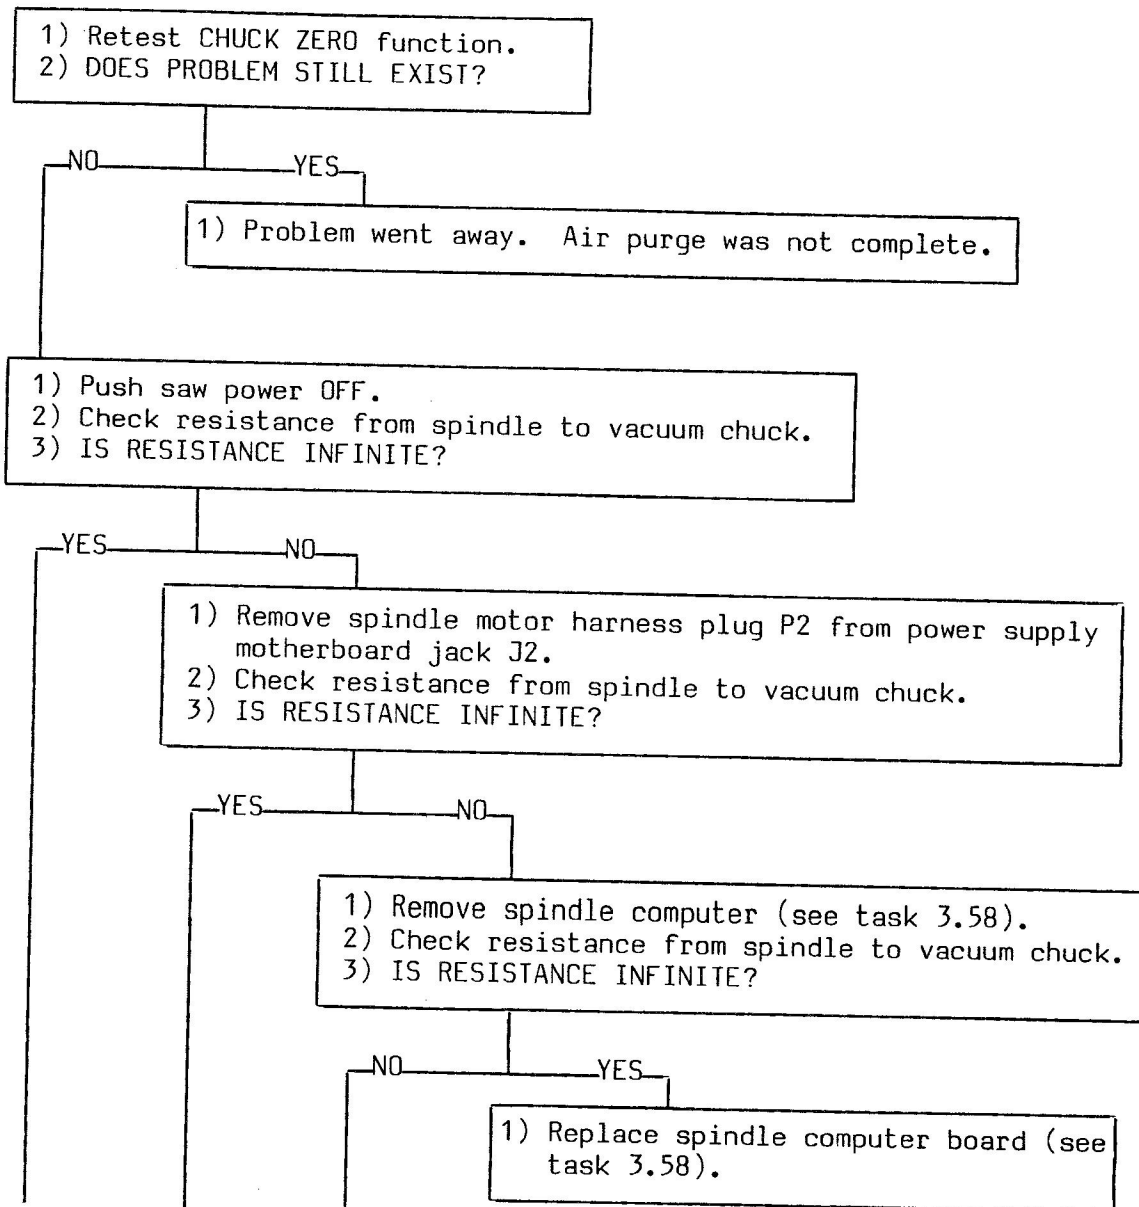 1) Retest CHUCK ZERO function.
2) DOES PROBLEM STILL EXIST?
NO YES
1) Problem went away. Air purge was not complete.
1) Push saw power OFF.
2) Check resistance from spindle to vacuum chuck.
3) IS RESISTANCE INFINITE?
YES NO
1) Remove spindle motor harness plug P2 from power supply
motherboard jack J2.
2) Check resistance from spindle to vacuum chuck.
3) IS RESISTANCE INFINITE?
YES NO
1) Remove spindle computer (see task 3.58).
2) Check resistance from spindle to vacuum chuck.
3) IS RESISTANCE INFINITE?
NO YES
1) Replace spindle computer board (see
task 3.58).